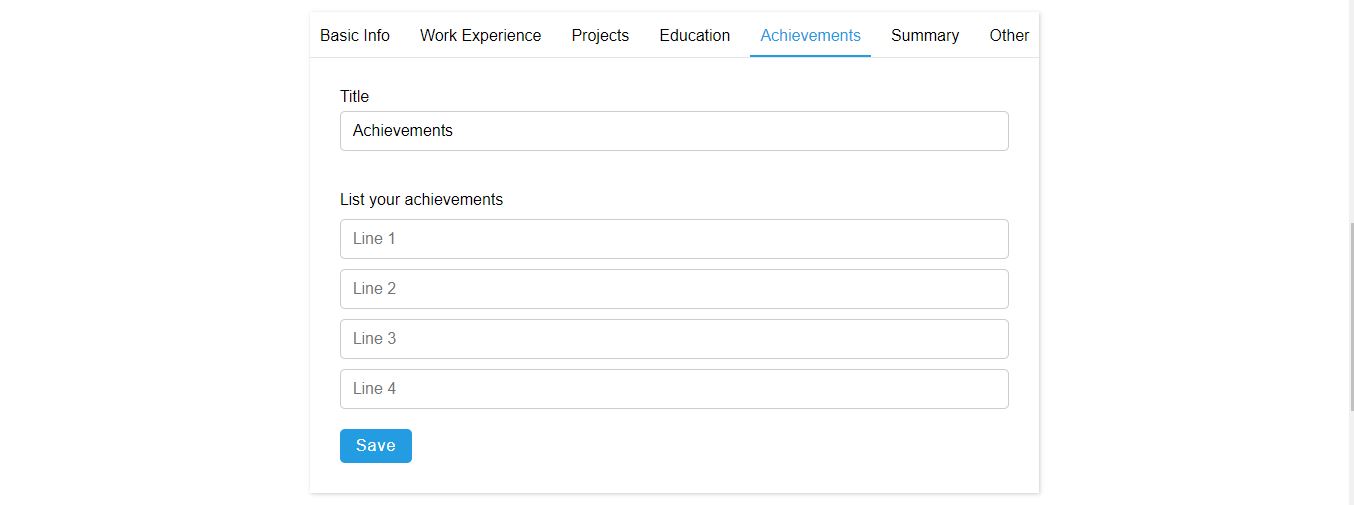 Basic Info Work Experience Projects Education Achievements Summary Other
Title
Achievements
List your achievements
Line 1
Line 2
Line 3
Line 4
Save